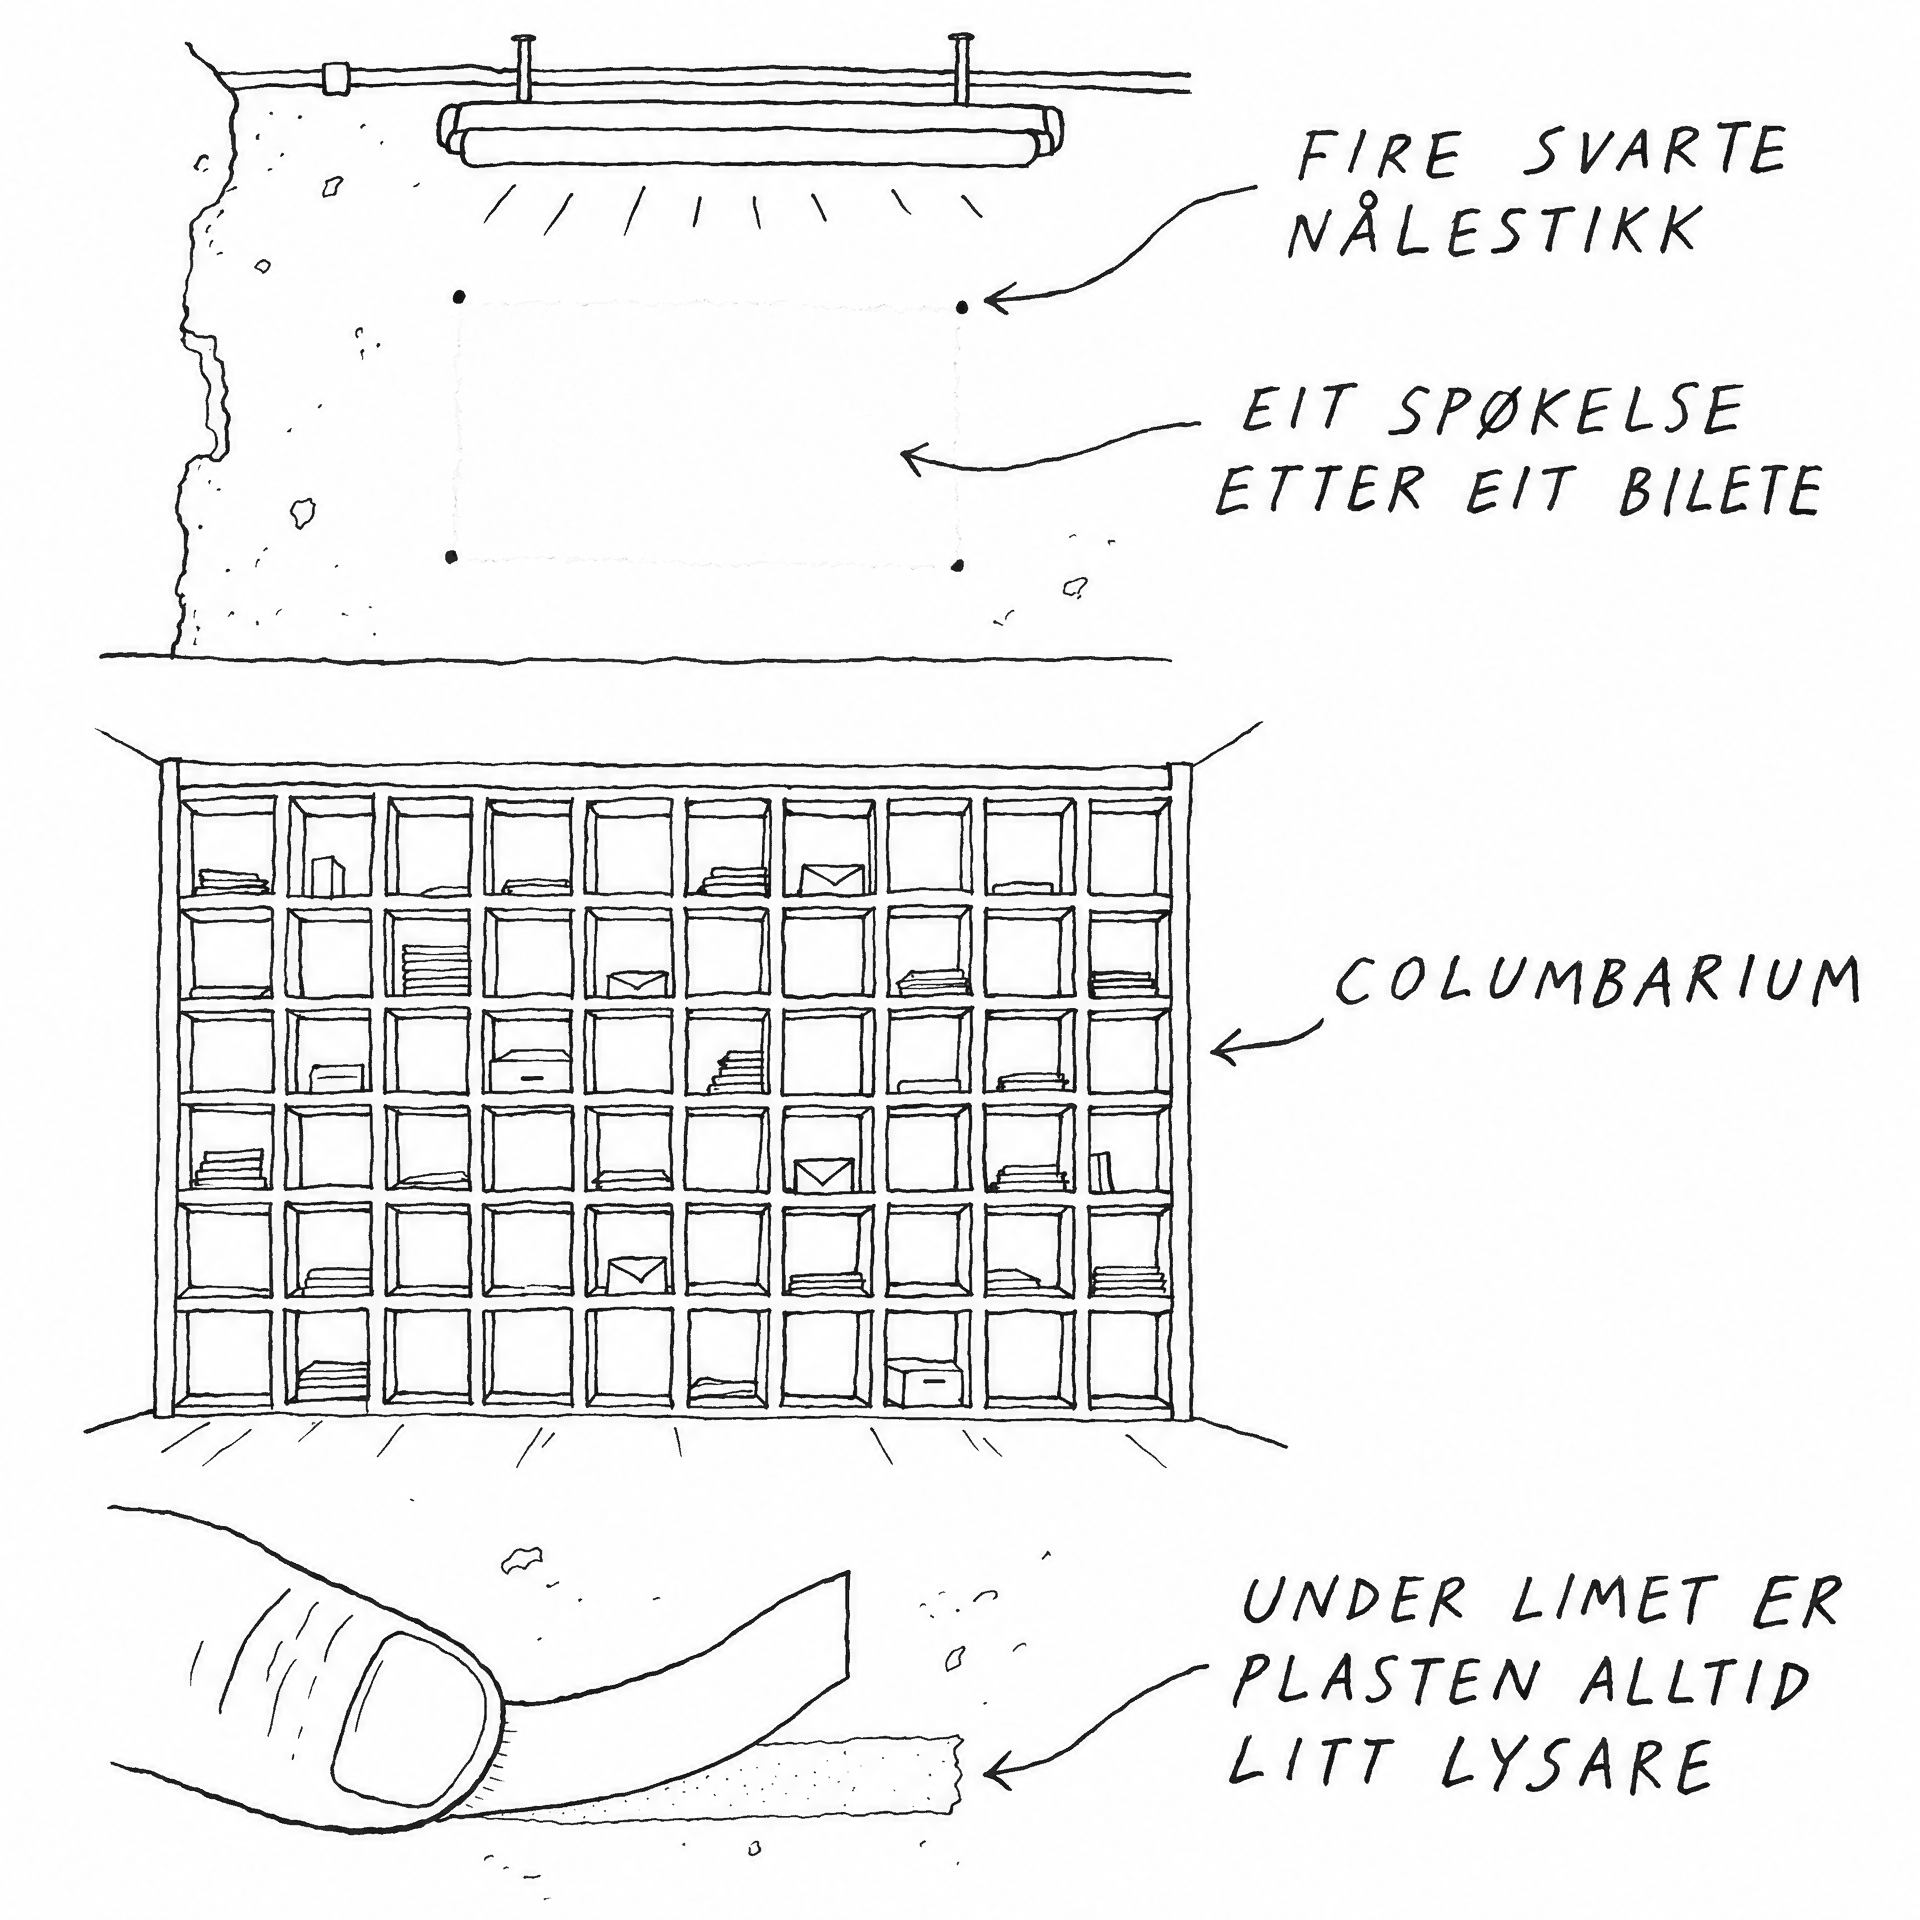 FIRE SVARTE
NÅLESTIKK
EIT SPØKELSE
ETTER EIT BILETE
COLUMBARIUM
UNDER LIMET ER
PLASTEN ALLTID
LITT LYSARE